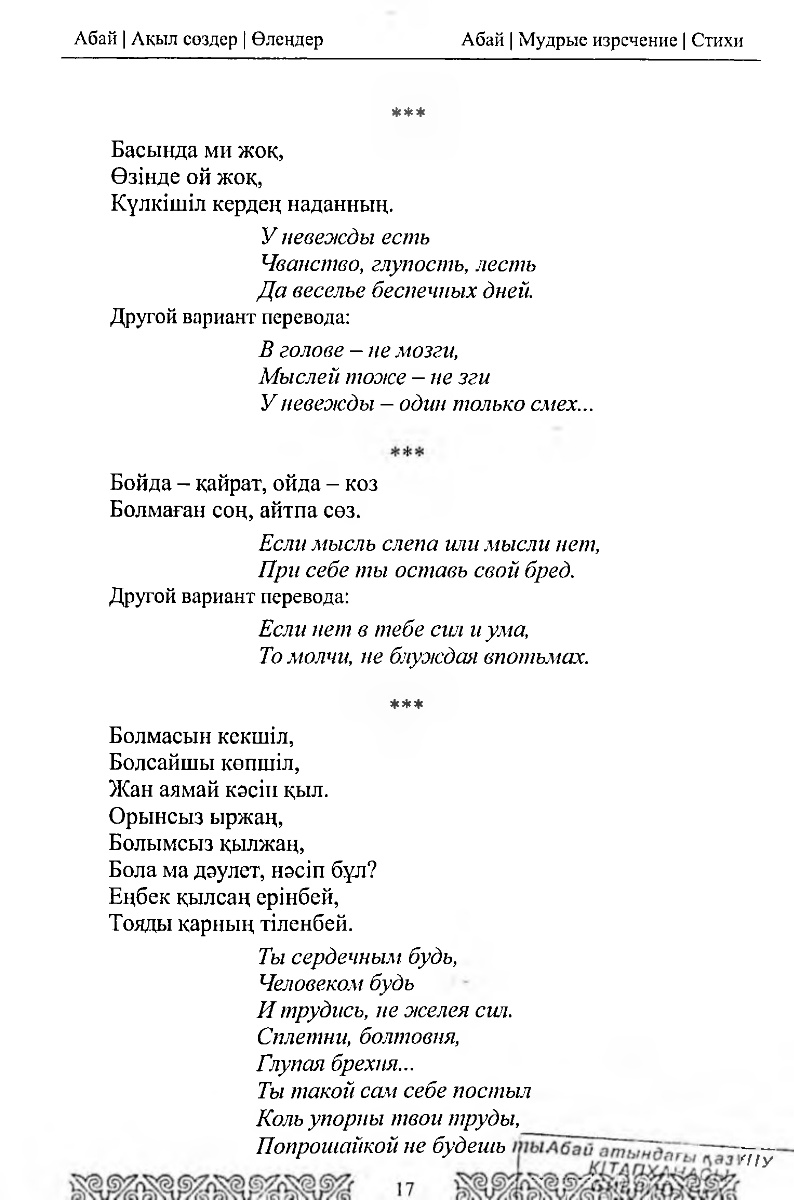 Абай | Ақыл сөздер | Өлеңдер Абай | Мудрые изречение | Стихи
***
Басында ми жоқ,
Өзінде ой жоқ,
Күлкішіл кердең наданның.
У невежды есть
Чванство, глупость, лесть
Да веселье беспечных дней.
Другой вариант перевода:
В голове – не мозги,
Мыслей тоже – не зги
У невежды – один только смех...
***
Бойда – қайрат, ойда – коз
Болмаған соң, айтпа сөз.
Если мысль слепа или мысли нет,
При себе ты оставь свой бред.
Другой вариант перевода:
Если нет в тебе сил и ума,
То молчи, не блуждая впотьмах.
***
Болмасын кекшіл,
Болсайшы көпшіл,
Жан аямай кәсіп қыл.
Орынсыз ыржаң,
Болымсыз қылжаң,
Бола ма дәулет, нәсіп бұл?
Еңбек қылсаң ерінбей,
Тояды карның тіленбей.
Ты сердечным будь,
Человеком будь
И трудись, не желея сил.
Сплетни, болтовня,
Глупая брехня...
Ты такой сам себе постыл
Коль упорны твои труды,
Попрошайкой не будешь ты
Абай атындағы ҚазҰПУ
КІТАПХАНАСЫ
17